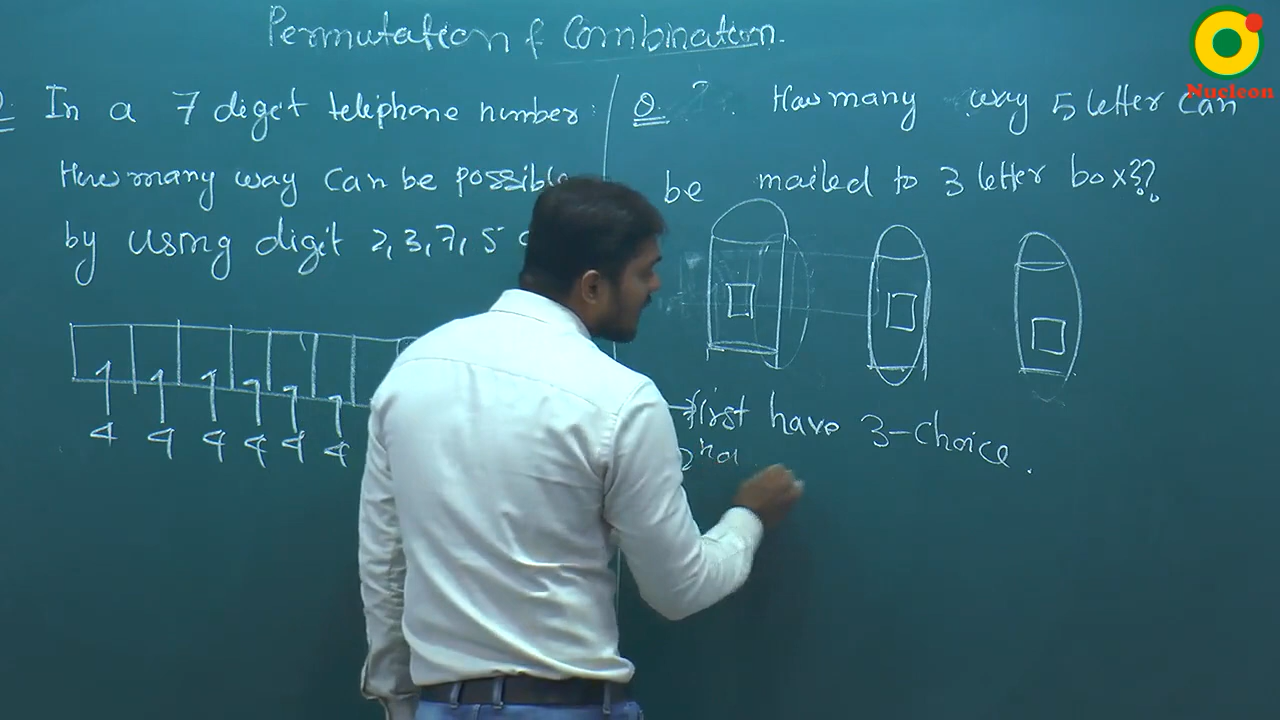 Permutation & Combination.
Q. In a 7 digit telephone number:
How many way can be possible
by using digit 2, 3, 7, 5
4 4 4 4 4 4
Q. ? How many way 5 letter can
be mailed to 3 letter box??
→ first have 3-choice.
2nd
Nucleon